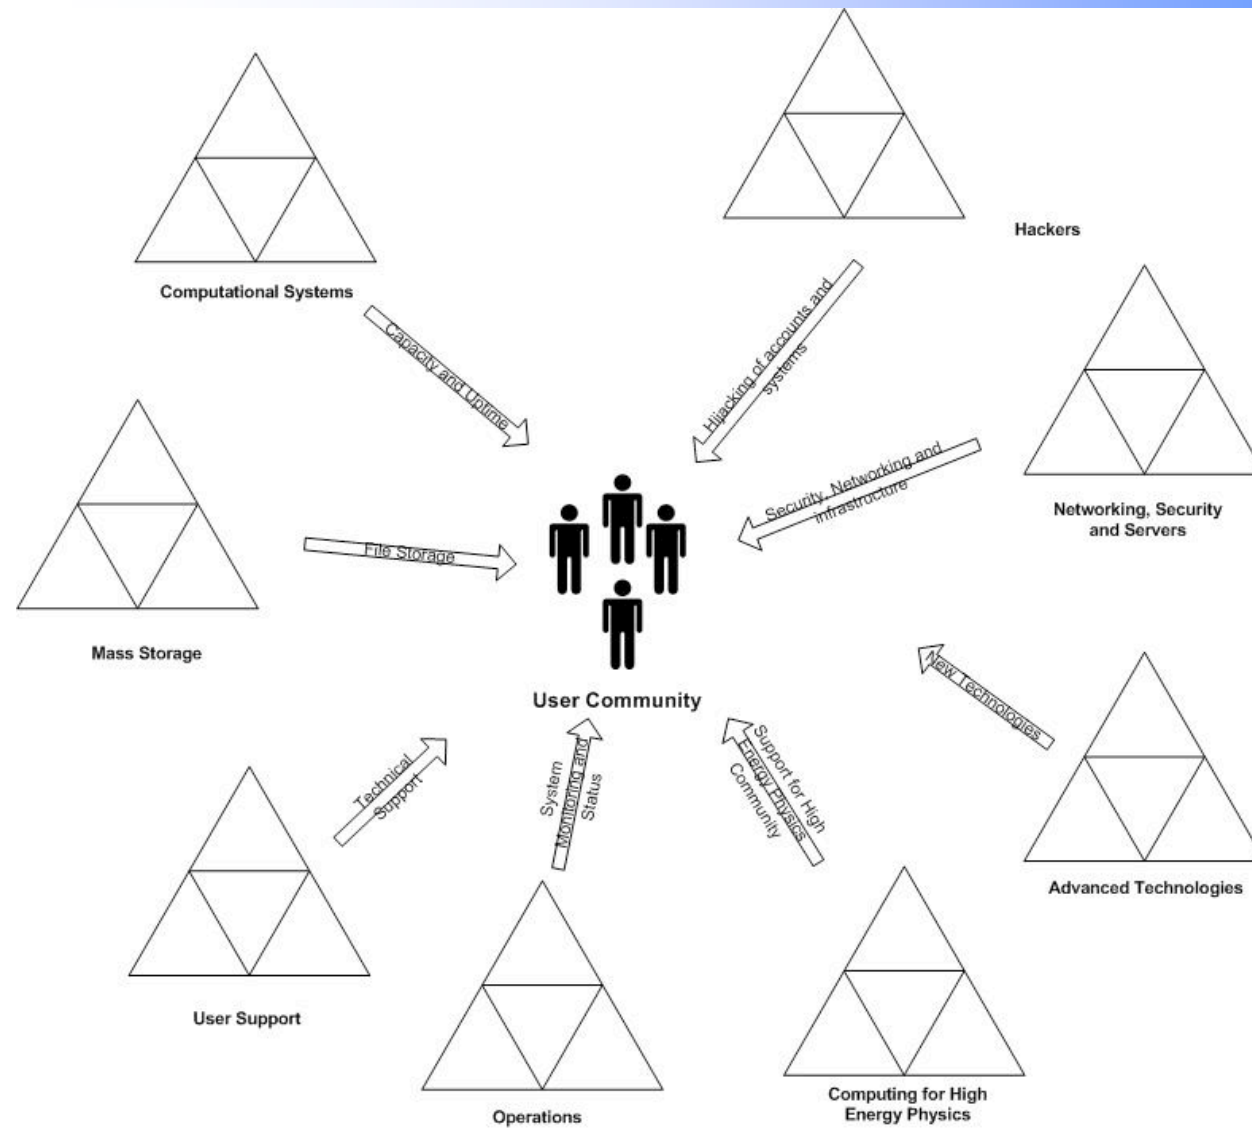 Hackers
Computational Systems
Capacity and Uptime
Hijacking of accounts and
systems
Security, Networking and
infrastructure
Networking, Security
and Servers
File Storage
Mass Storage
User Community
New Technologies
Advanced Technologies
Technical
Support
System
Monitoring and
Status
Support for High
Energy Physics
Community
User Support
Operations
Computing for High
Energy Physics